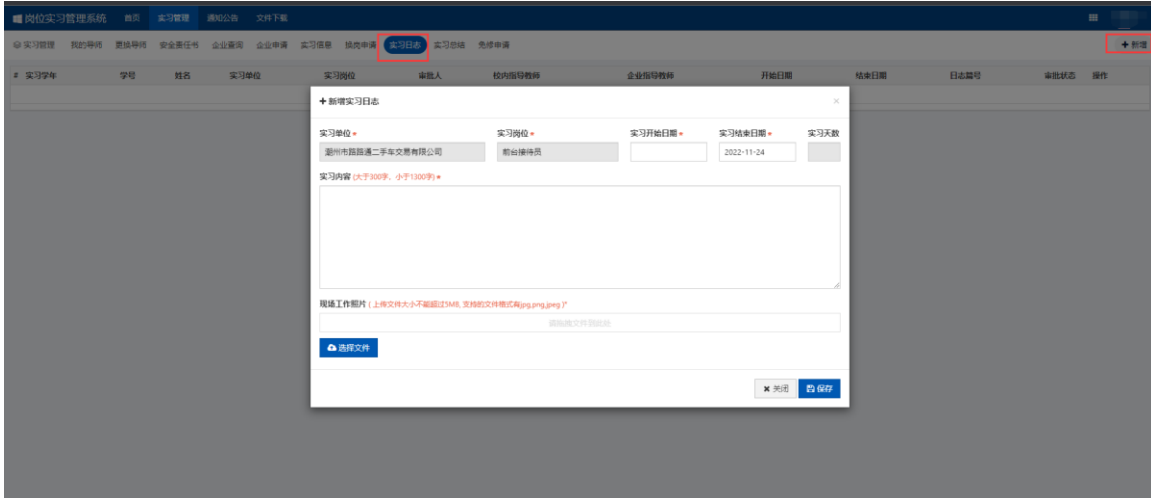 岗位实习管理系统 首页 实习管理 通知公告 文件下载
实习管理 我的导师 更换导师 安全责任书 企业查询 企业申请 实习信息 换岗申请 实习日志 实习总结 免修申请 +新增
# 实习学年 学号 姓名 实习单位 实习岗位 审批人 校内指导教师 企业指导教师 开始日期 结束日期 日志篇号 审批状态 操作
+新增实习日志 ×
实习单位* 实习岗位* 实习开始日期* 实习结束日期* 实习天数
潮州市路路通二手车交易有限公司 前台接待员 2022-11-24
实习内容 (大于300字、小于1300字)*
现场工作照片 ( 上传文件大小不能超过5MB, 支持的文件格式有jpg,png,jpeg )*
请拖拽文件到此处
选择文件
× 关闭 保存